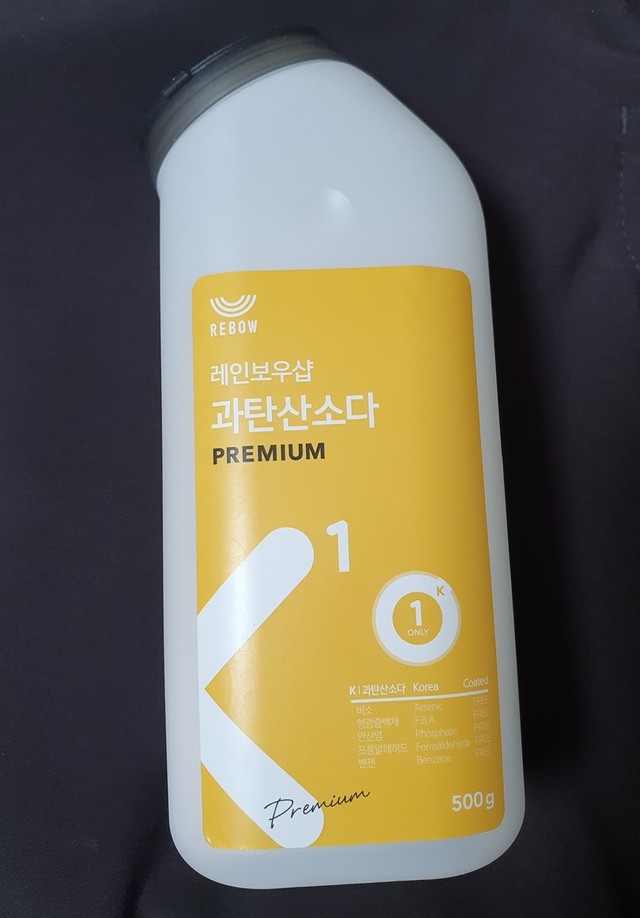 REBOW
레인보우샵
과탄산소다
PREMIUM
K1
K
1
ONLY
K | 과탄산소다 Korea Coated
비소 Arsenic FREE
형광증백제 F.B.A FREE
인산염 Phosphate FREE
포름알데히드 Formaldehyde FREE
벤젠 Benzene FREE
Premium
500g